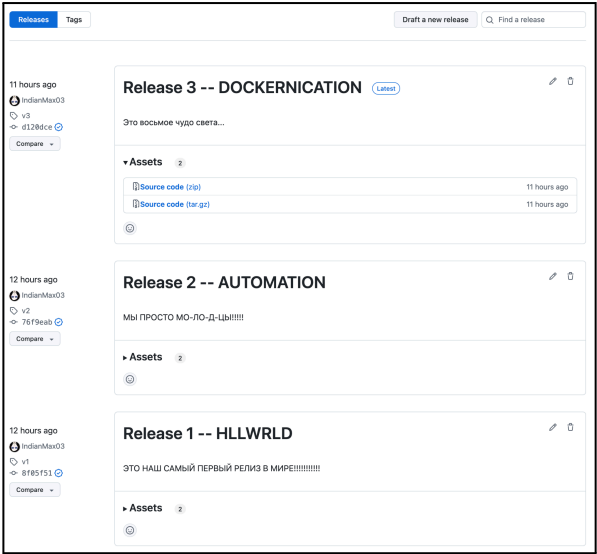 Releases Tags Draft a new release Find a release
11 hours ago
IndianMax03
v3
d120dce
Compare
Release 3 -- DOCKERNICATION Latest
Это восьмое чудо света...
Assets 2
Source code (zip) 11 hours ago
Source code (tar.gz) 11 hours ago
12 hours ago
IndianMax03
v2
76f9eab
Compare
Release 2 -- AUTOMATION
МЫ ПРОСТО МО-ЛО-Д-ЦЫ!!!!!
Assets 2
12 hours ago
IndianMax03
v1
8f05f51
Compare
Release 1 -- HLLWRLD
ЭТО НАШ САМЫЙ ПЕРВЫЙ РЕЛИЗ В МИРЕ!!!!!!!!!!!
Assets 2